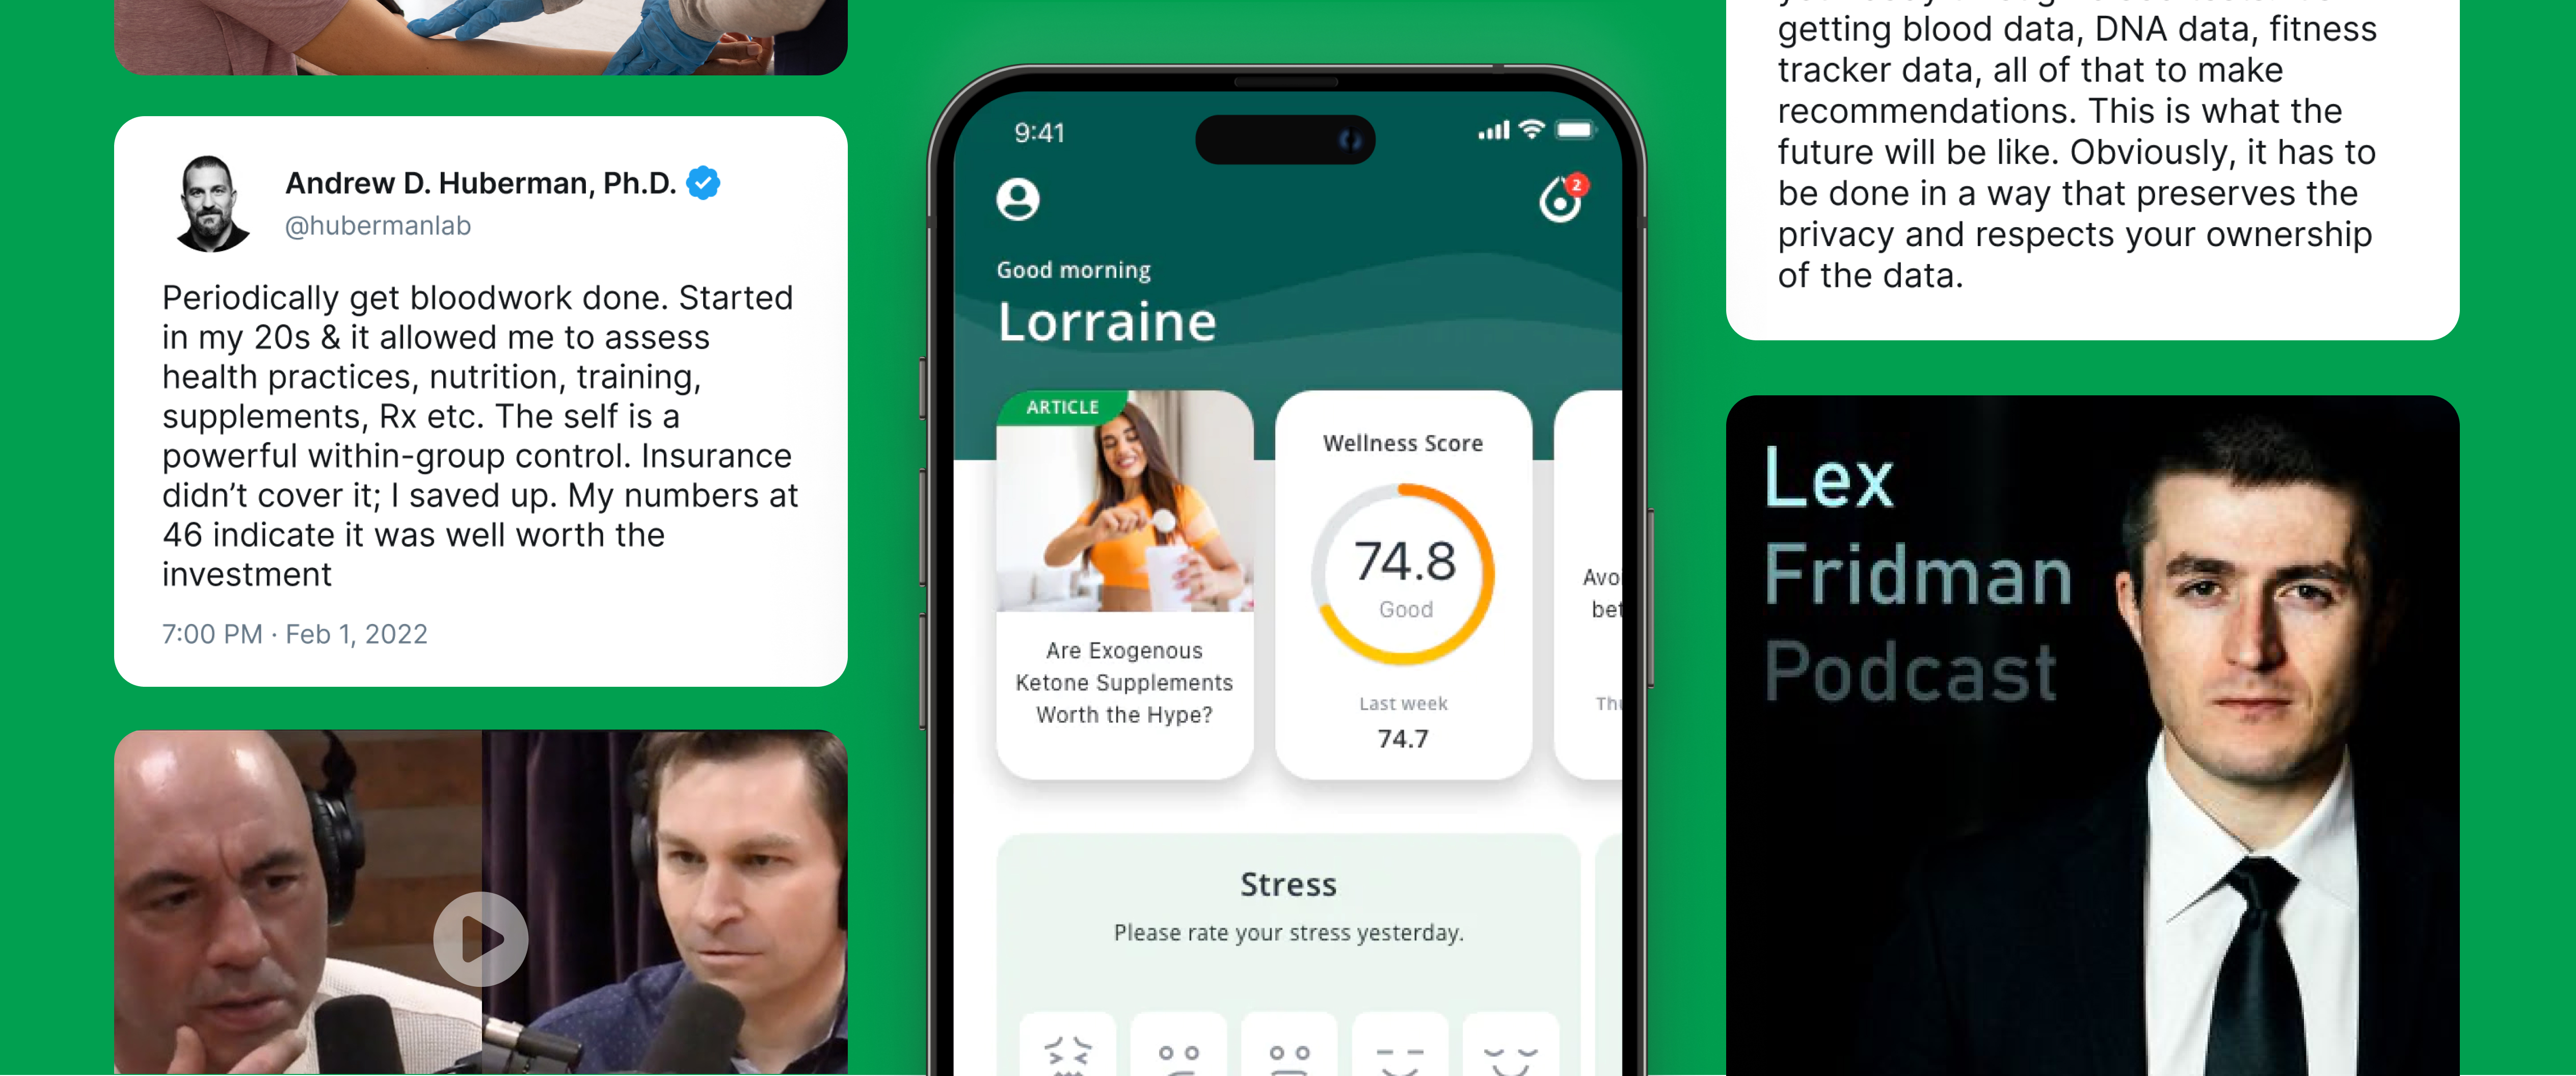 Andrew D. Huberman, Ph.D.
@hubermanlab
Periodically get bloodwork done. Started
in my 20s & it allowed me to assess
health practices, nutrition, training,
supplements, Rx etc. The self is a
powerful within-group control. Insurance
didn’t cover it; I saved up. My numbers at
46 indicate it was well worth the
investment
7:00 PM · Feb 1, 2022
9:41
2
Good morning
Lorraine
ARTICLE
Are Exogenous
Ketone Supplements
Worth the Hype?
Wellness Score
74.8
Good
Last week
74.7
Stress
Please rate your stress yesterday.
getting blood data, DNA data, fitness
tracker data, all of that to make
recommendations. This is what the
future will be like. Obviously, it has to
be done in a way that preserves the
privacy and respects your ownership
of the data.
Lex
Fridman
Podcast